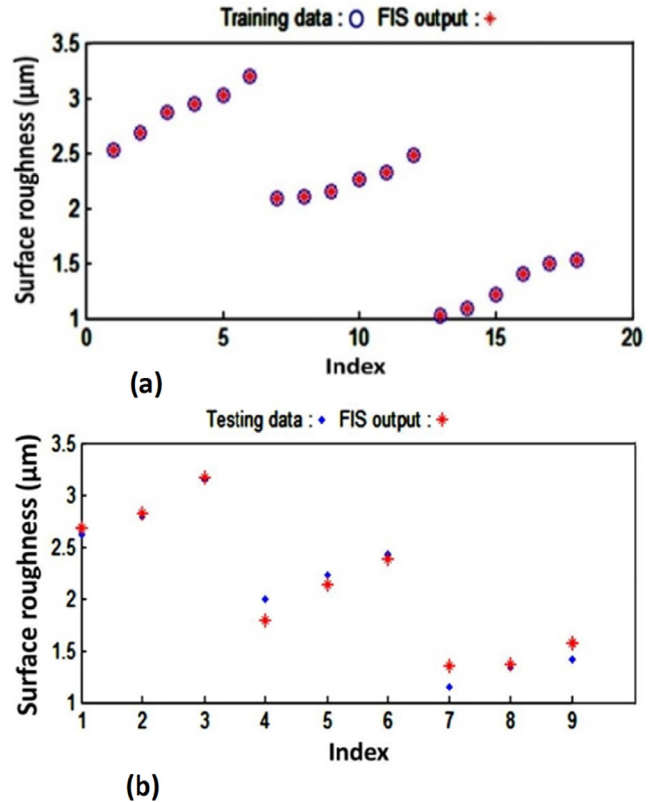 Training data : FIS output :
Surface roughness (µm)
3.5
3
2.5
2
1.5
1
0 5 10 15 20
Index
(a)
Testing data : FIS output :
Surface roughness (µm)
3.5
3
2.5
2
1.5
1
1 2 3 4 5 6 7 8 9
Index
(b)